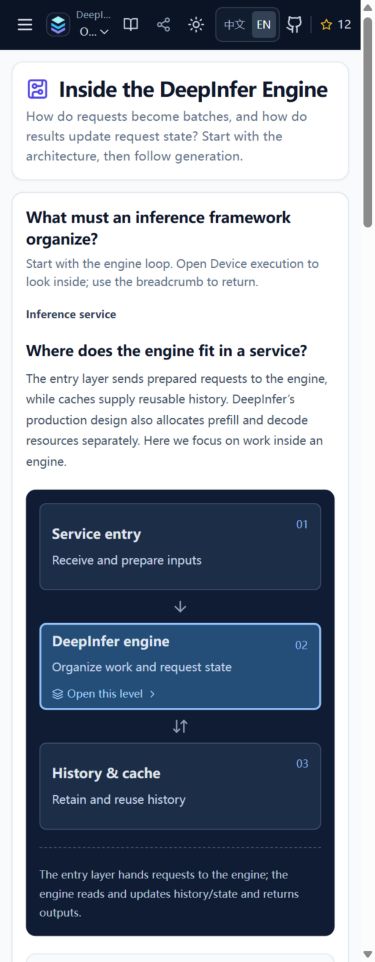 DeepI...
O...
中文
EN
12
Inside the DeepInfer Engine
How do requests become batches, and how do
results update request state? Start with the
architecture, then follow generation.
What must an inference framework
organize?
Start with the engine loop. Open Device execution to
look inside; use the breadcrumb to return.
Inference service
Where does the engine fit in a service?
The entry layer sends prepared requests to the engine,
while caches supply reusable history. DeepInfer's
production design also allocates prefill and decode
resources separately. Here we focus on work inside an
engine.
Service entry
01
Receive and prepare inputs
DeepInfer engine
02
Organize work and request state
Open this level
History & cache
03
Retain and reuse history
The entry layer hands requests to the engine; the
engine reads and updates history/state and returns
outputs.